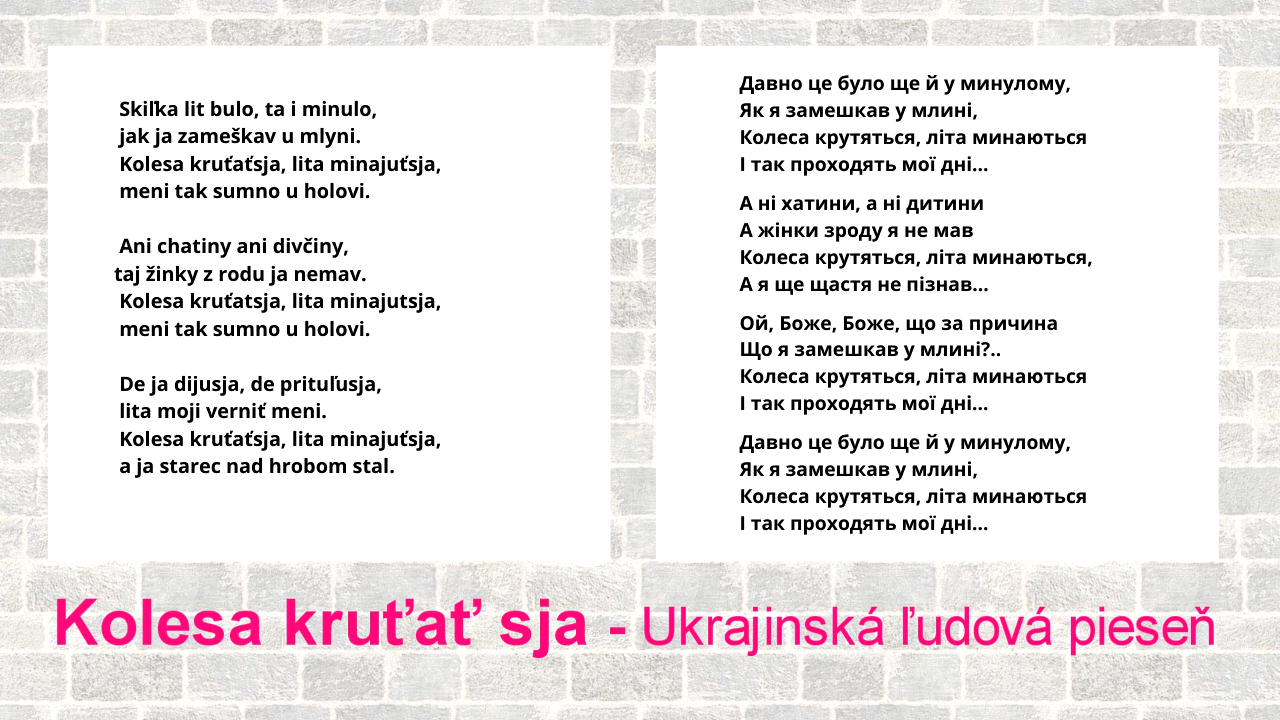 Skiľka lit bulo, ta i minulo,
jak ja zameškav u mlyni.
Kolesa kruťaťsja, lita minajuťsja,
meni tak sumno u holovi.
Ani chatiny ani divčiny,
taj žinky z rodu ja nemav.
Kolesa kruťatsja, lita minajutsja,
meni tak sumno u holovi.
De ja dijusja, de prituľusja,
lita moji verniť meni.
Kolesa kruťaťsja, lita minajuťsja,
a ja starec nad hrobom stal.
Давно це було ще й у минулому,
Як я замешкав у млині,
Колеса крутяться, літа минаються
І так проходять мої дні...
А ні хатини, а ні дитини
А жінки зроду я не мав
Колеса крутяться, літа минаються,
А я ще щастя не пізнав...
Ой, Боже, Боже, що за причина
Що я замешкав у млині?..
Колеса крутяться, літа минаються
І так проходять мої дні...
Давно це було ще й у минулому,
Як я замешкав у млині,
Колеса крутяться, літа минаються
І так проходять мої дні...
Kolesa kruťať sja - Ukrajinská ľudová pieseň